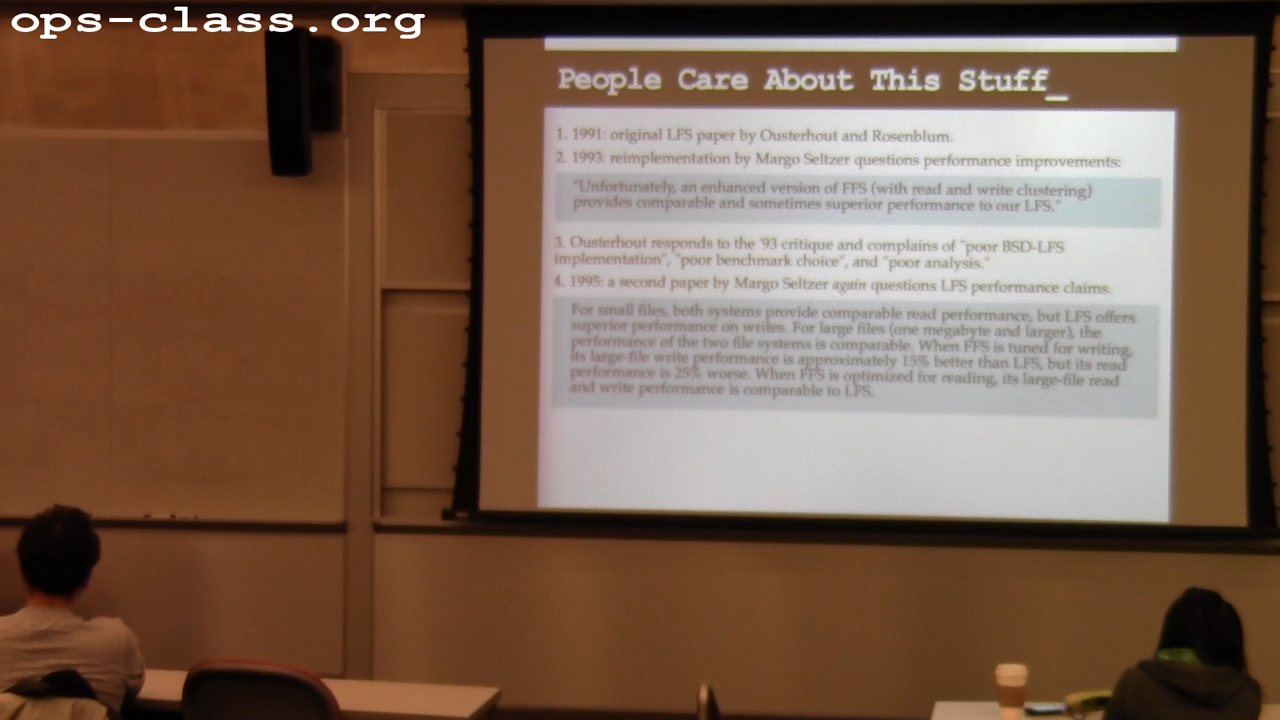 ops-class.org
People Care About This Stuff_
1. 1991: original LFS paper by Ousterhout and Rosenblum.
2. 1993: reimplementation by Margo Seltzer questions performance improvements:
"Unfortunately, an enhanced version of FFS (with read and write clustering)
provides comparable and sometimes superior performance to our LFS."
3. Ousterhout responds to the '93 critique and complains of "poor BSD-LFS
implementation", "poor benchmark choice", and "poor analysis."
4. 1995: a second paper by Margo Seltzer again questions LFS performance claims.
For small files, both systems provide comparable read performance, but LFS offers
superior performance on writes. For large files (one megabyte and larger), the
performance of the two file systems is comparable. When FFS is tuned for writing,
its large-file write performance is approximately 15% better than LFS, but its read
performance is 25% worse. When FFS is optimized for reading, its large-file read
and write performance is comparable to LFS.